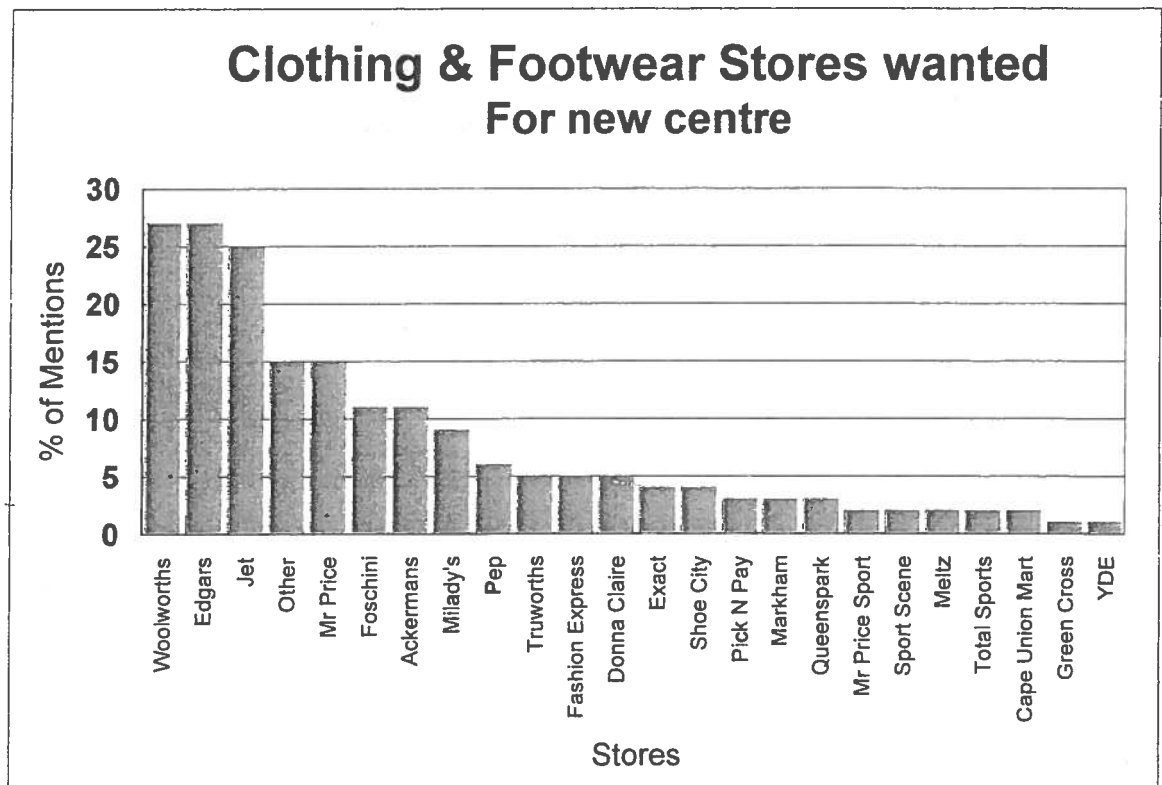 Clothing & Footwear Stores wanted
For new centre
% of Mentions
30
25
20
15
10
5
0
Woolworths
Edgars
Jet
Other
Mr Price
Foschini
Ackermans
Milady's
Pep
Truworths
Fashion Express
Donna Claire
Exact
Shoe City
Pick N Pay
Markham
Queenspark
Mr Price Sport
Sport Scene
Meltz
Total Sports
Cape Union Mart
Green Cross
YDE
Stores